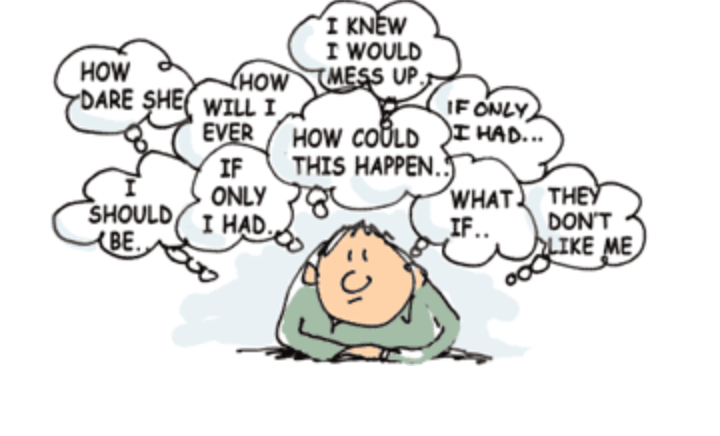 I KNEW
I WOULD
MESS UP..
HOW
DARE SHE
HOW
WILL I
EVER
HOW COULD
THIS HAPPEN..
IF ONLY
I HAD...
I
SHOULD
BE..
IF
ONLY
I HAD..
WHAT
IF..
THEY
DON'T
LIKE ME